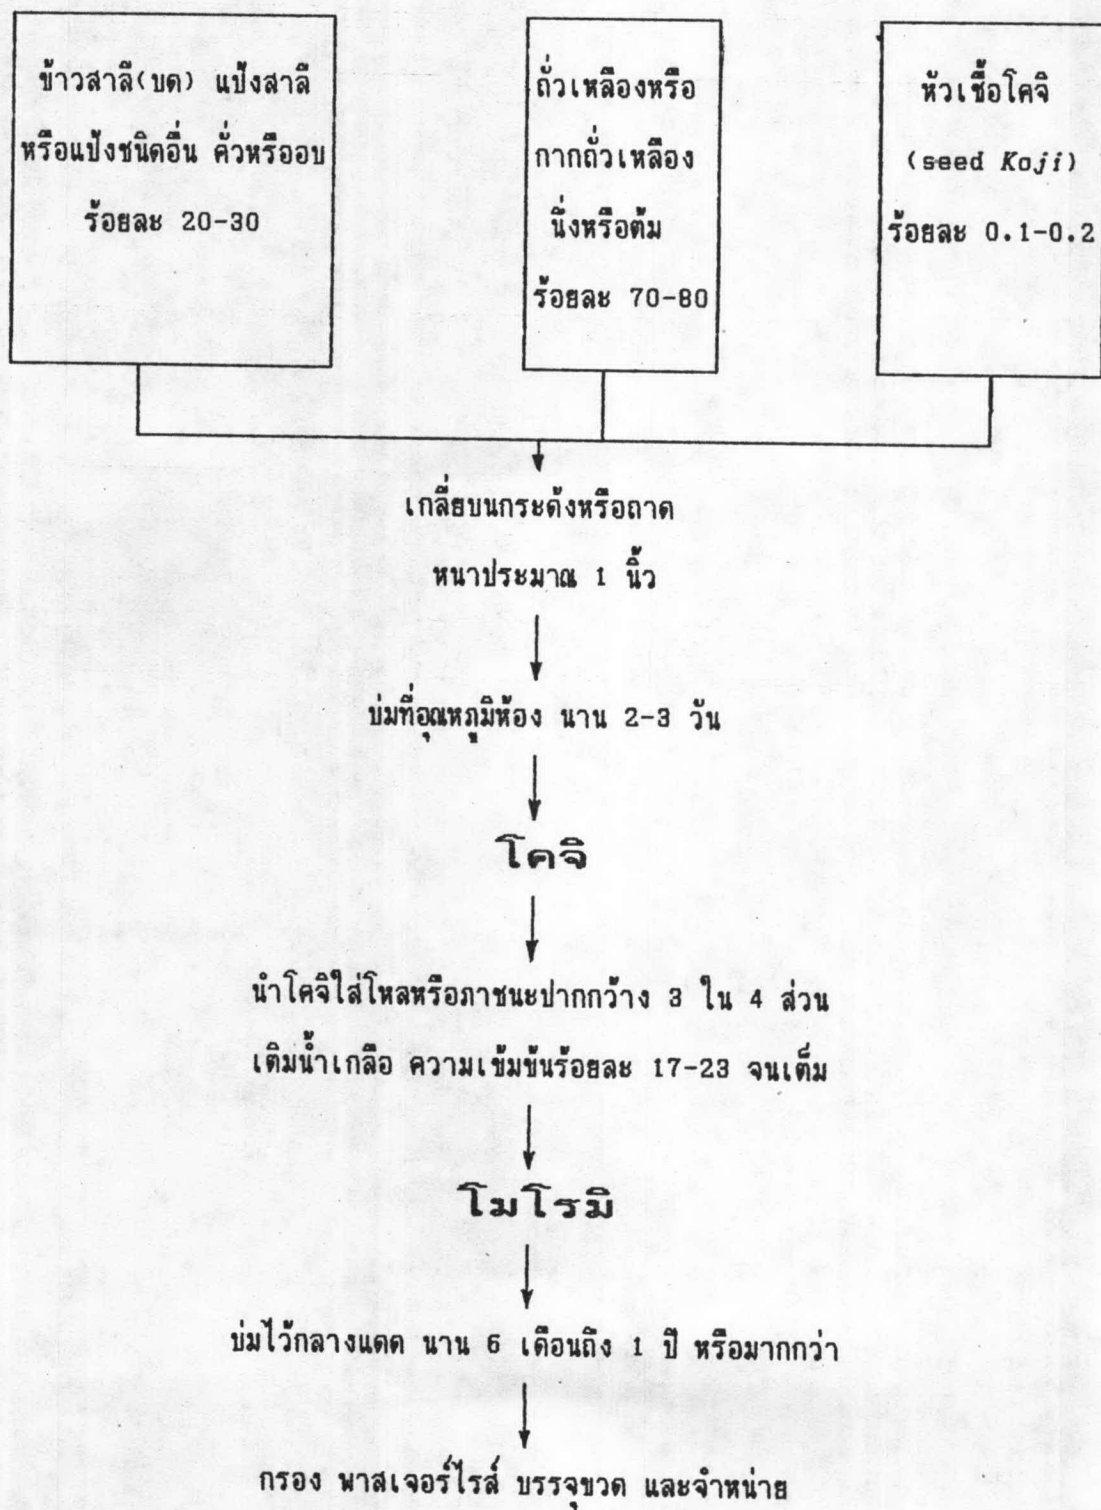 ข้าวสาลี(บด) แป้งสาลี
หรือแป้งชนิดอื่น คั่วหรืออบ
ร้อยละ 20-30
ถั่วเหลืองหรือ
กากถั่วเหลือง
นึ่งหรือต้ม
ร้อยละ 70-80
หัวเชื้อโคจิ
(seed Koji)
ร้อยละ 0.1-0.2
เกลี่ยบนกระด้งหรือถาด
หนาประมาณ 1 นิ้ว
บ่มที่อุณหภูมิห้อง นาน 2-3 วัน
โคจิ
นำโคจิใส่โหลหรือภาชนะปากกว้าง 3 ใน 4 ส่วน
เติมน้ำเกลือ ความเข้มข้นร้อยละ 17-23 จนเต็ม
โมโรมิ
บ่มไว้กลางแดด นาน 6 เดือนถึง 1 ปี หรือมากกว่า
กรอง พาสเจอร์ไรส์ บรรจุขวด และจำหน่าย